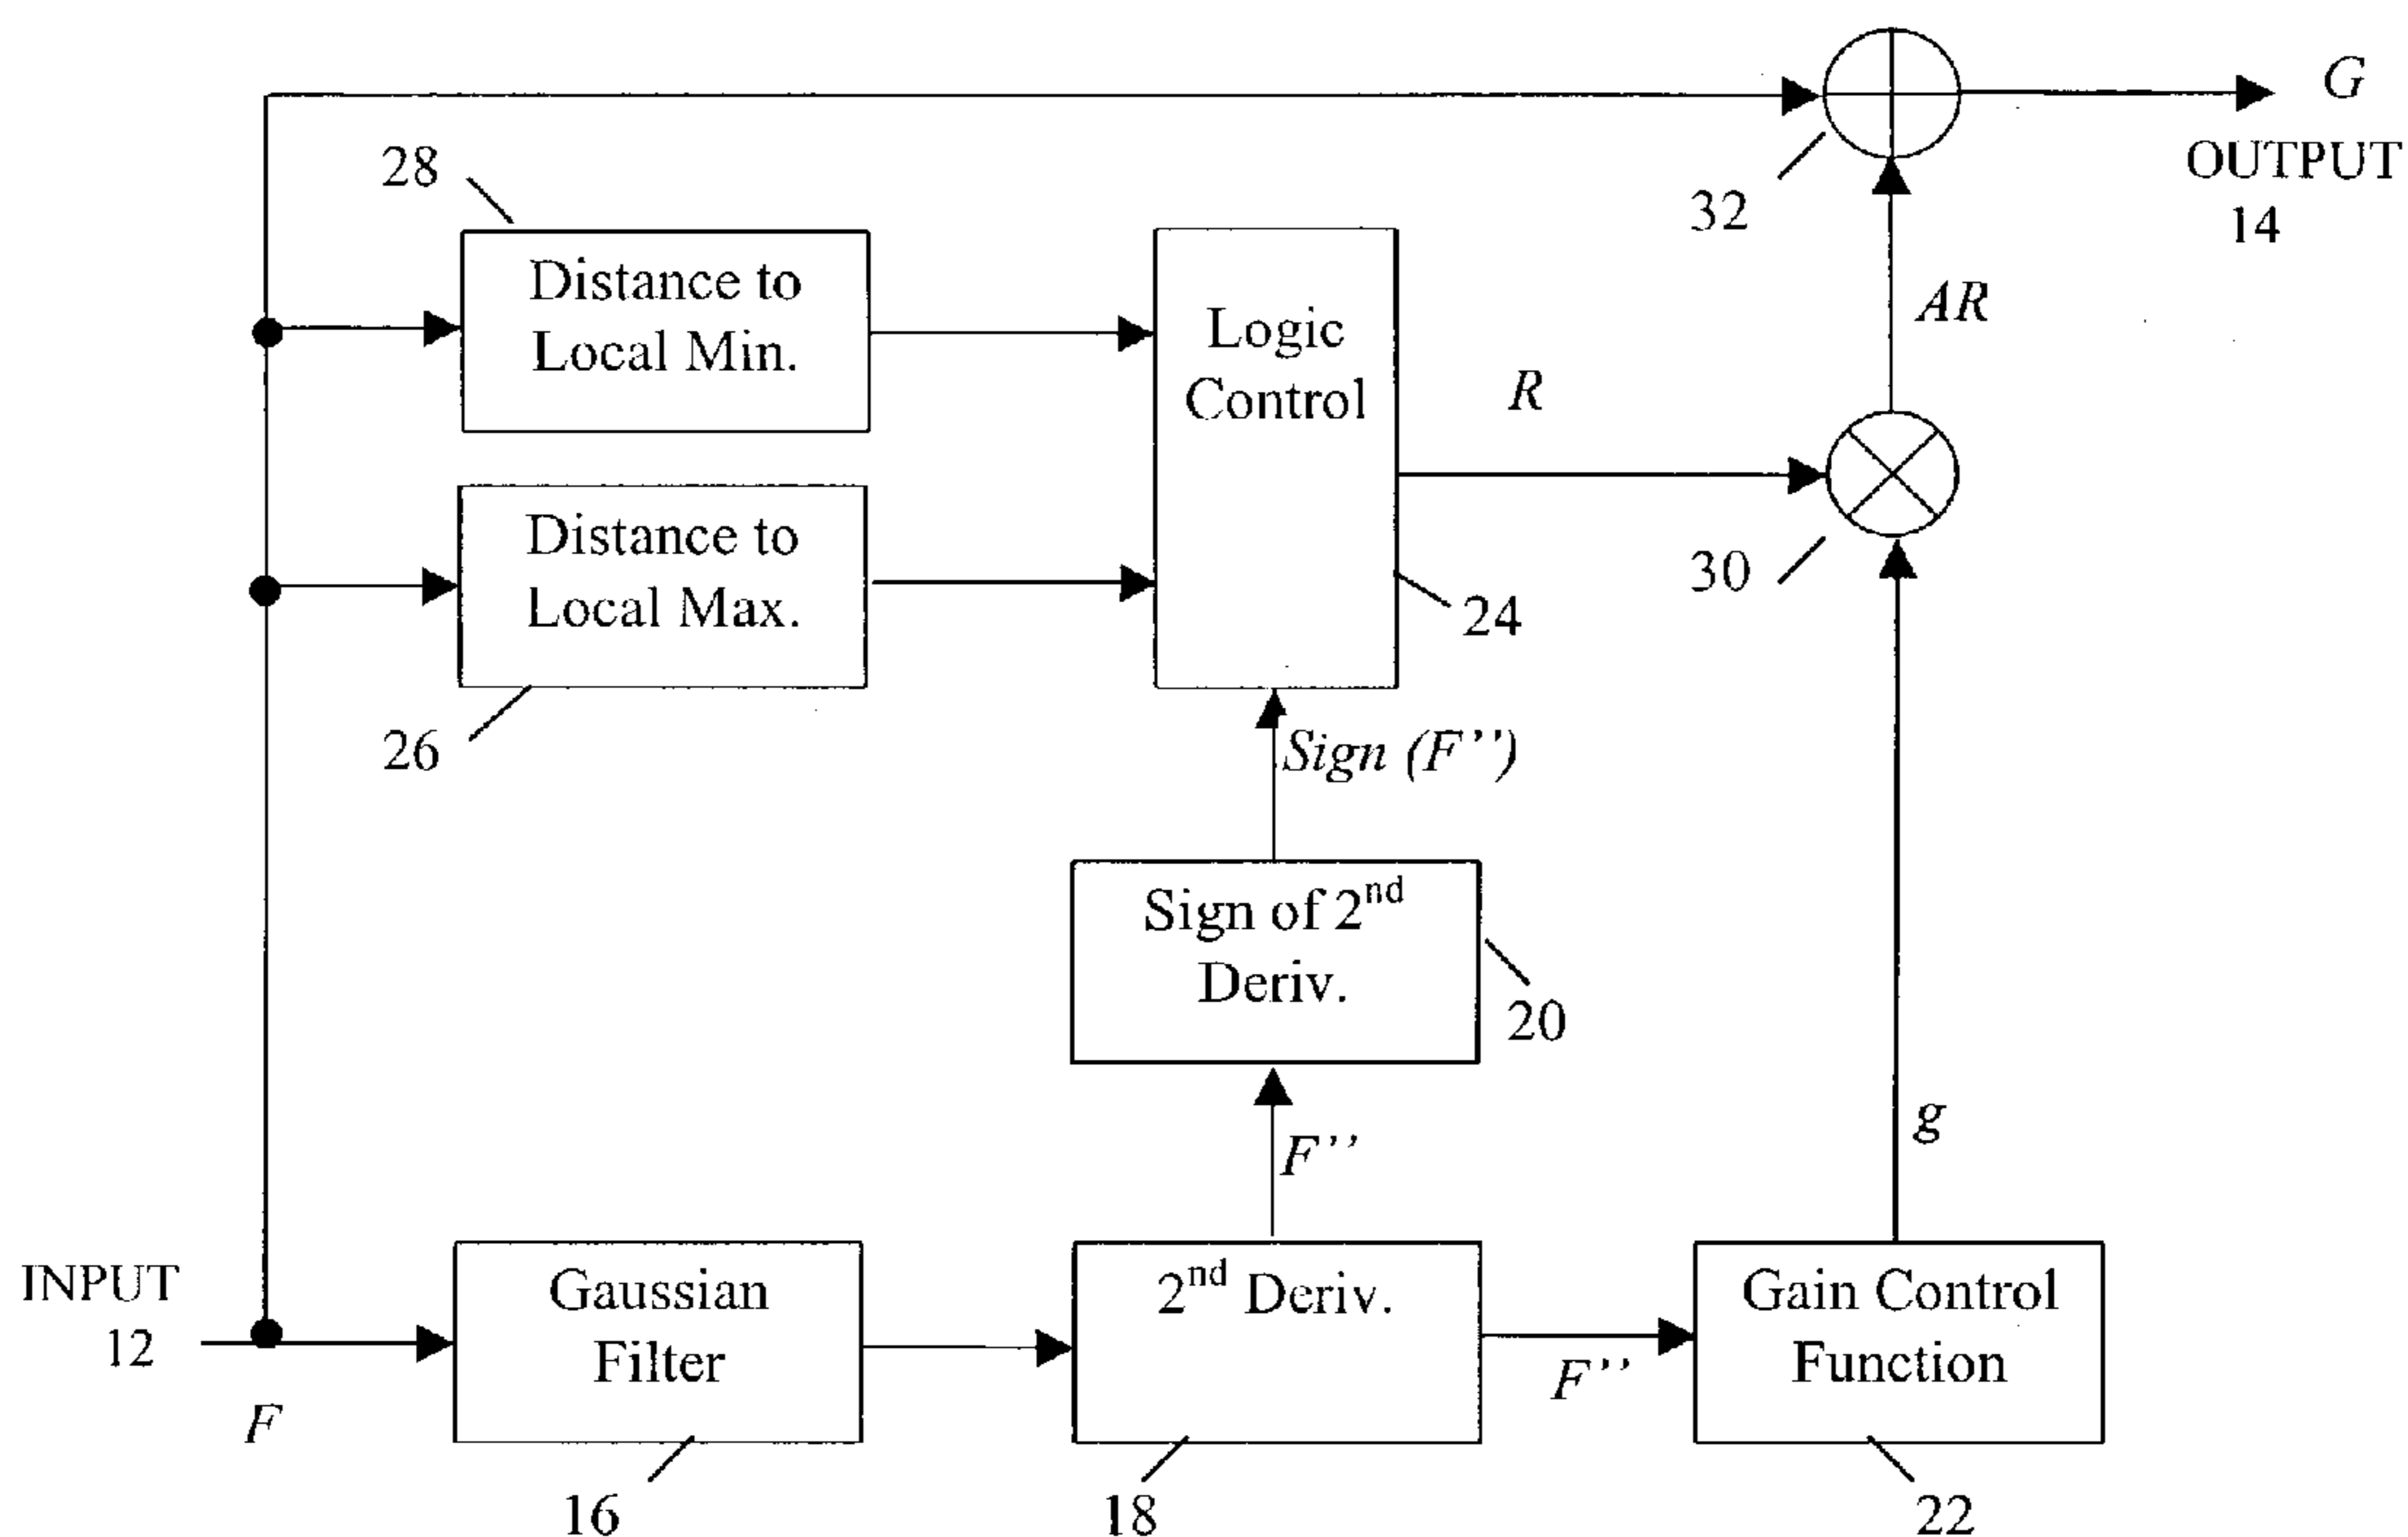 G
OUTPUT
14
32
28
Distance to
Local Min.
Logic
Control
AR
R
Distance to
Local Max.
30
24
26
Sign (F’’)
Sign of 2nd
Deriv.
20
F’’
g
INPUT
12
F
Gaussian
Filter
2nd Deriv.
F’’
Gain Control
Function
16
18
22